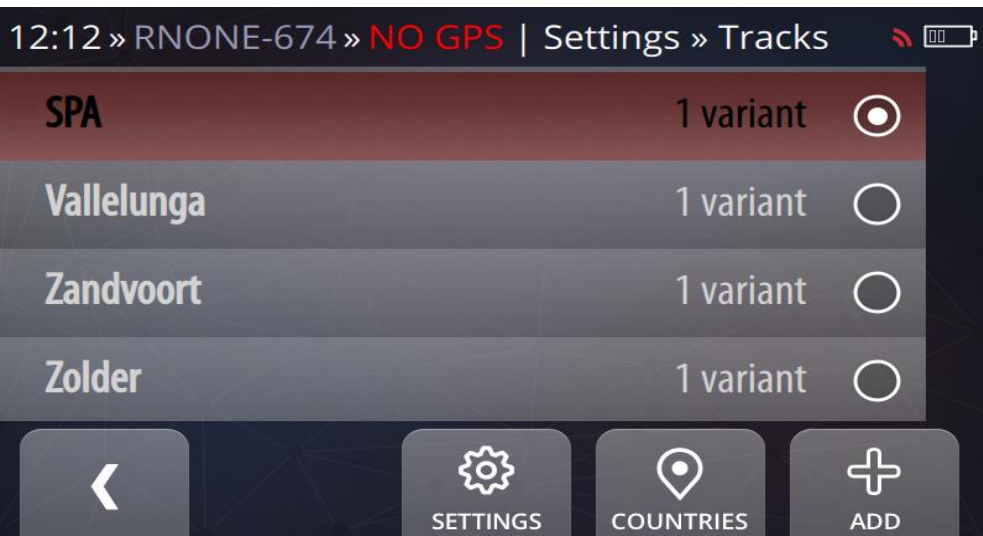 12:12 » RNONE-674 » NO GPS | Settings » Tracks
SPA 1 variant
Vallelunga 1 variant
Zandvoort 1 variant
Zolder 1 variant
SETTINGS COUNTRIES ADD